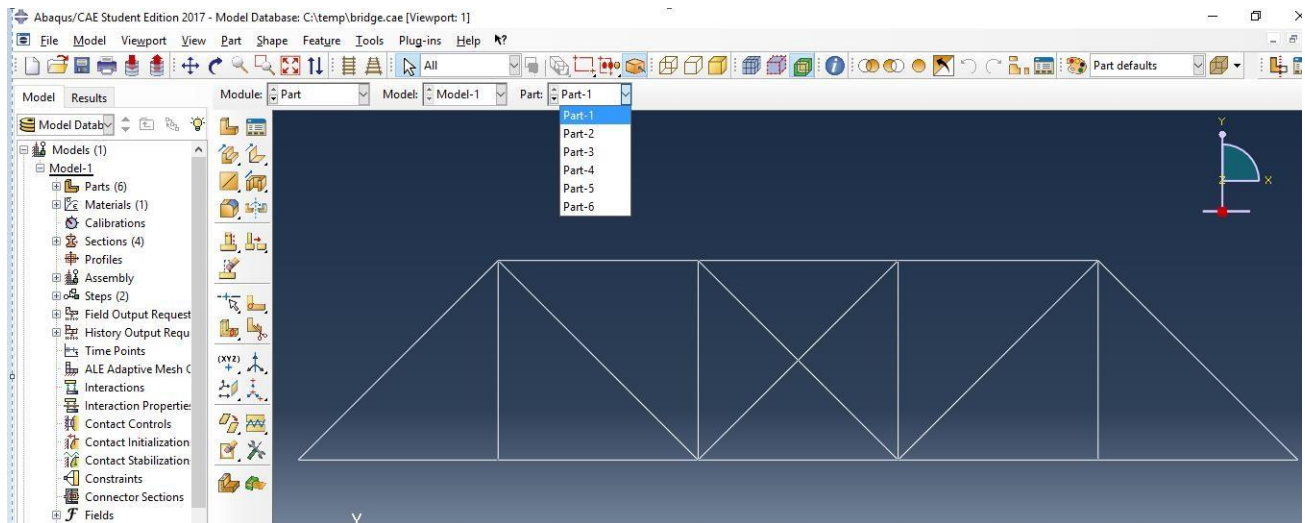 Abaqus/CAE Student Edition 2017 - Model Database: C:\temp\bridge.cae [Viewport: 1]
File Model Viewport View Part Shape Feature Tools Plug-ins Help
All
Part defaults
Model Results
Module: Part Model: Model-1 Part: Part-1
Part-1
Part-2
Part-3
Part-4
Part-5
Part-6
Model Datab
Models (1)
Model-1
Parts (6)
Materials (1)
Calibrations
Sections (4)
Profiles
Assembly
Steps (2)
Field Output Request
History Output Requ
Time Points
ALE Adaptive Mesh C
Interactions
Interaction Propertie
Contact Controls
Contact Initialization
Contact Stabilization
Constraints
Connector Sections
Fields
(XYZ)
Y
Z
X
Y